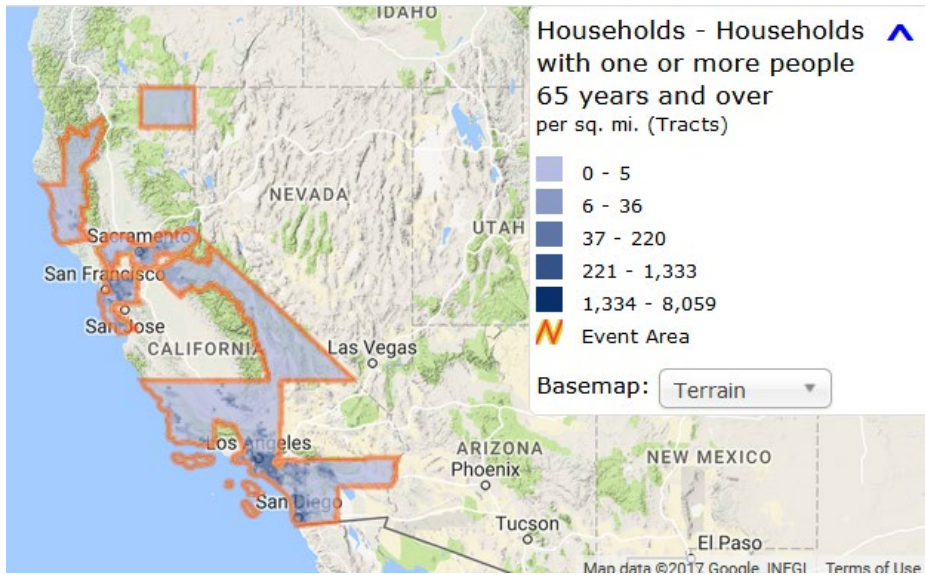 IDAHO
NEVADA
UTAH
Sacramento
San Francisco
San Jose
CALIFORNIA
Las Vegas
Los Angeles
ARIZONA
Phoenix
NEW MEXICO
San Diego
Tucson
El Paso
Map data ©2017 Google, INEGI
Terms of Use
Households - Households
with one or more people
65 years and over
per sq. mi. (Tracts)
0 - 5
6 - 36
37 - 220
221 - 1,333
1,334 - 8,059
Event Area
Basemap: Terrain